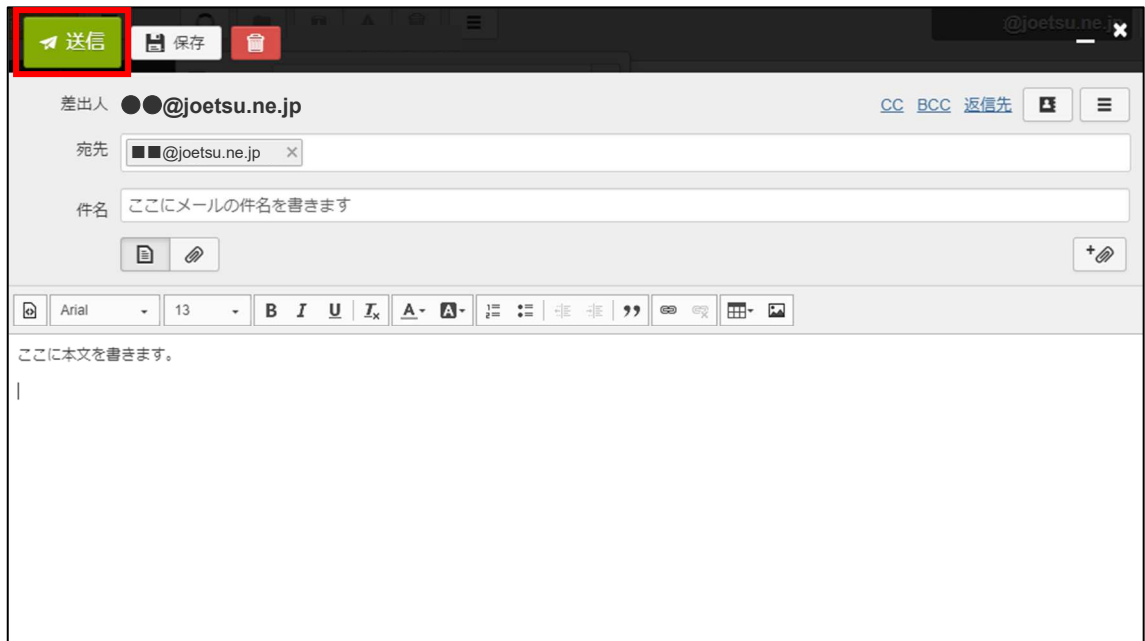 送信 保存 @joetsu.ne.jp
差出人 ●●@joetsu.ne.jp CC BCC 返信先
宛先 ■■@joetsu.ne.jp ×
件名 ここにメールの件名を書きます
Arial 13 B I U Ix A A
ここに本文を書きます。